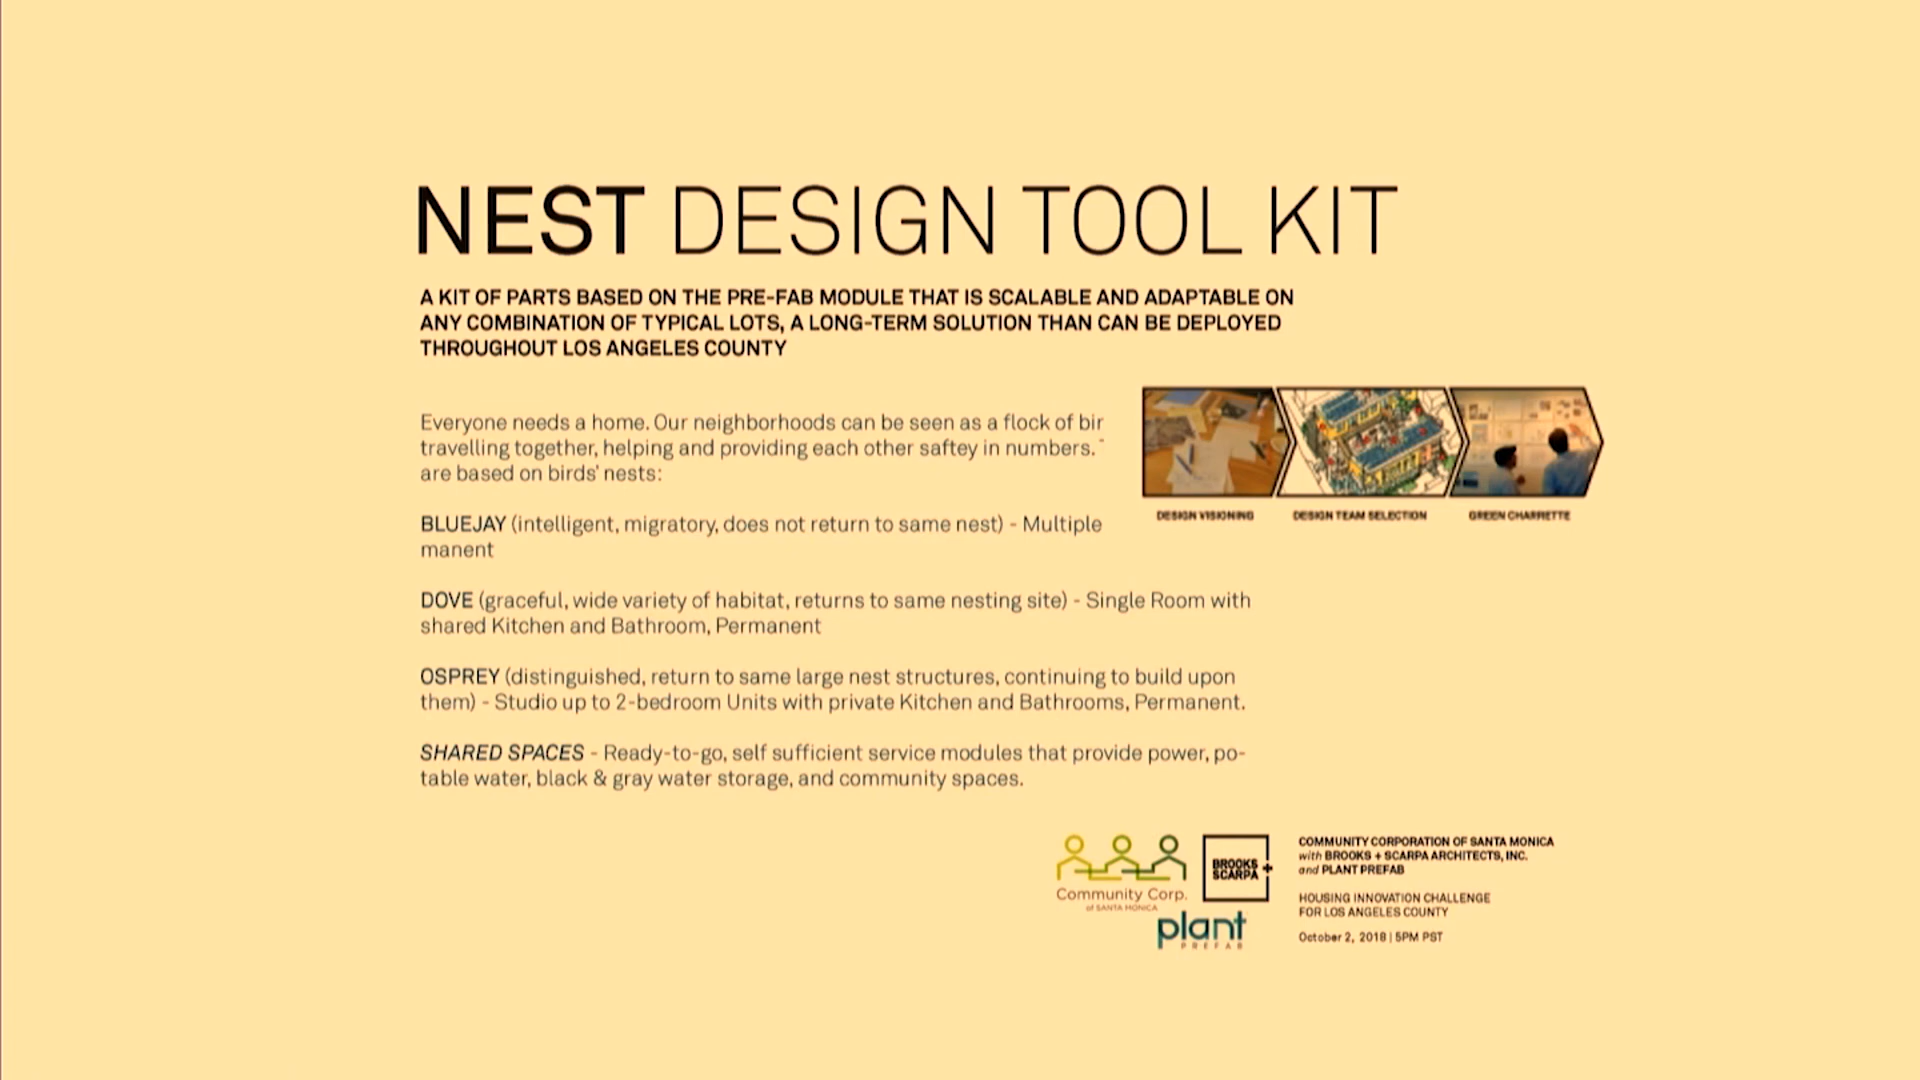 NEST DESIGN TOOL KIT
A KIT OF PARTS BASED ON THE PRE-FAB MODULE THAT IS SCALABLE AND ADAPTABLE ON
ANY COMBINATION OF TYPICAL LOTS, A LONG-TERM SOLUTION THAN CAN BE DEPLOYED
THROUGHOUT LOS ANGELES COUNTY
Everyone needs a home. Our neighborhoods can be seen as a flock of bir
travelling together, helping and providing each other saftey in numbers.
are based on birds' nests:
BLUEJAY (intelligent, migratory, does not return to same nest) - Multiple
manent
DOVE (graceful, wide variety of habitat, returns to same nesting site) - Single Room with
shared Kitchen and Bathroom, Permanent
OSPREY (distinguished, return to same large nest structures, continuing to build upon
them) - Studio up to 2-bedroom Units with private Kitchen and Bathrooms, Permanent.
SHARED SPACES - Ready-to-go, self sufficient service modules that provide power, po-
table water, black & gray water storage, and community spaces.
DESIGN VISIONING
DESIGN TEAM SELECTION
GREEN CHARRETTE
Community Corp.
of SANTA MONICA
BROOKS +
SCARPA
plant
PREFAB
COMMUNITY CORPORATION OF SANTA MONICA
with BROOKS + SCARPA ARCHITECTS, INC.
and PLANT PREFAB
HOUSING INNOVATION CHALLENGE
FOR LOS ANGELES COUNTY
October 2, 2018 | 5PM PST